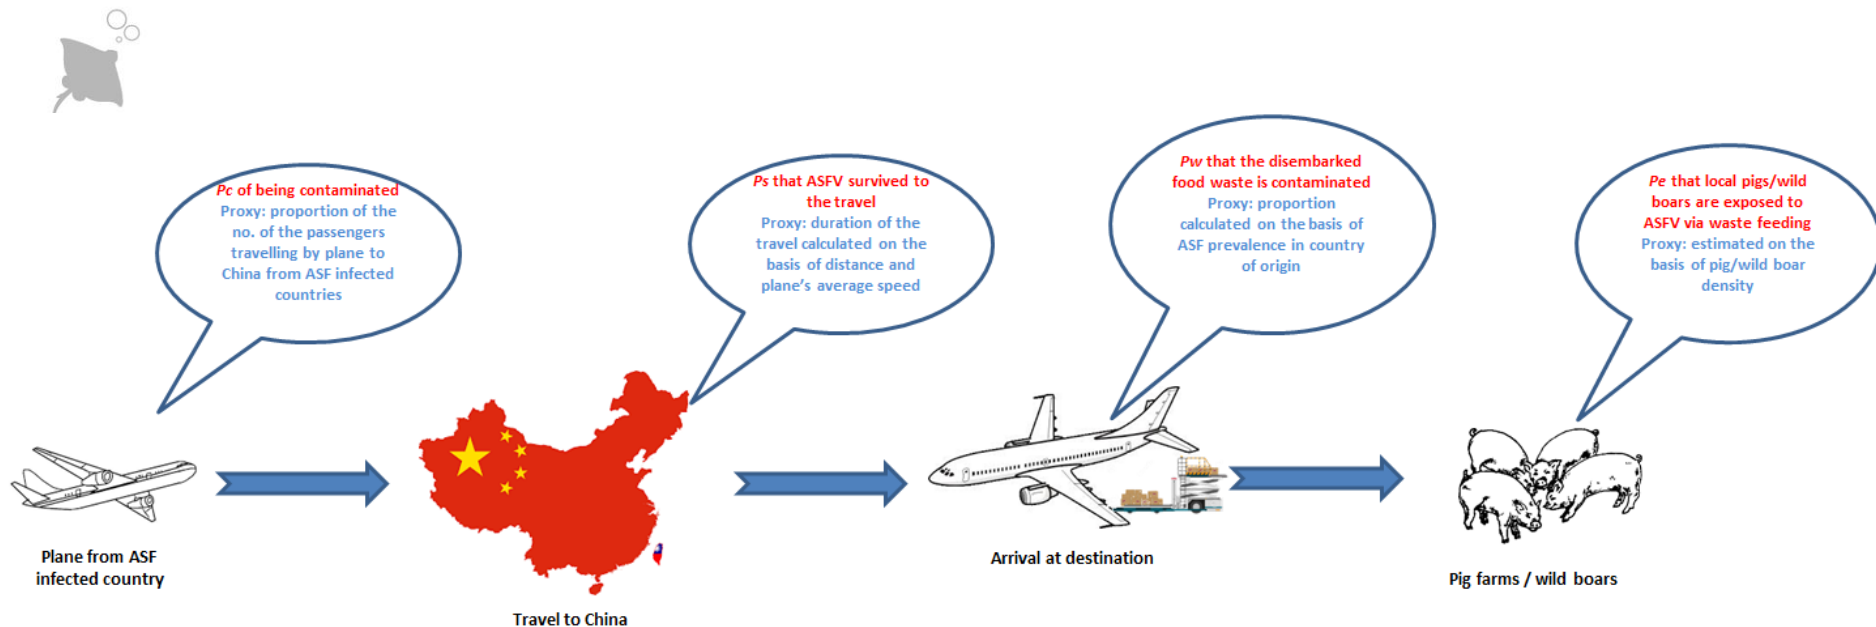 Pc of being contaminated
Proxy: proportion of the
no. of the passengers
travelling by plane to
China from ASF infected
countries
Ps that ASFV survived to
the travel
Proxy: duration of the
travel calculated on the
basis of distance and
plane's average speed
Pw that the disembarked
food waste is contaminated
Proxy: proportion
calculated on the basis of
ASF prevalence in country
of origin
Pe that local pigs/wild
boars are exposed to
ASFV via waste feeding
Proxy: estimated on the
basis of pig/wild boar
density
Plane from ASF
infected country
Travel to China
Arrival at destination
Pig farms / wild boars